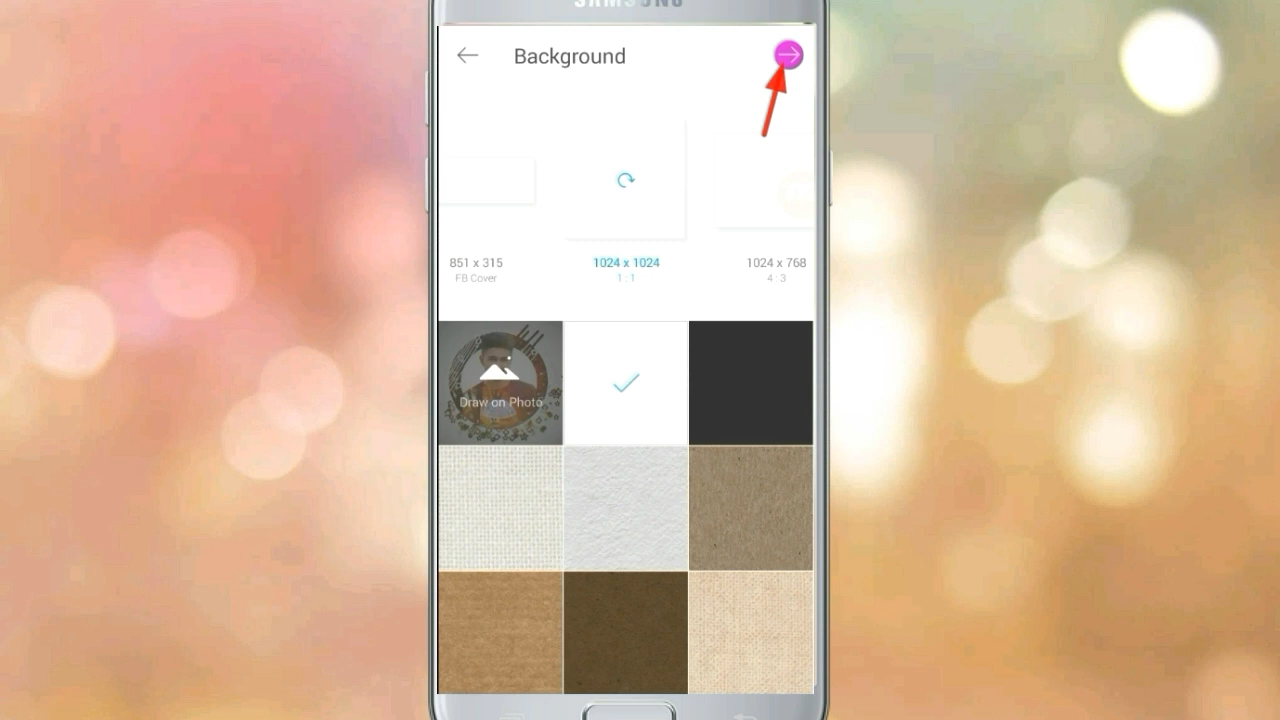 SAMSUNG
Background
851 x 315
FB Cover
1024 x 1024
1 : 1
1024 x 768
4 : 3
Draw on Photo